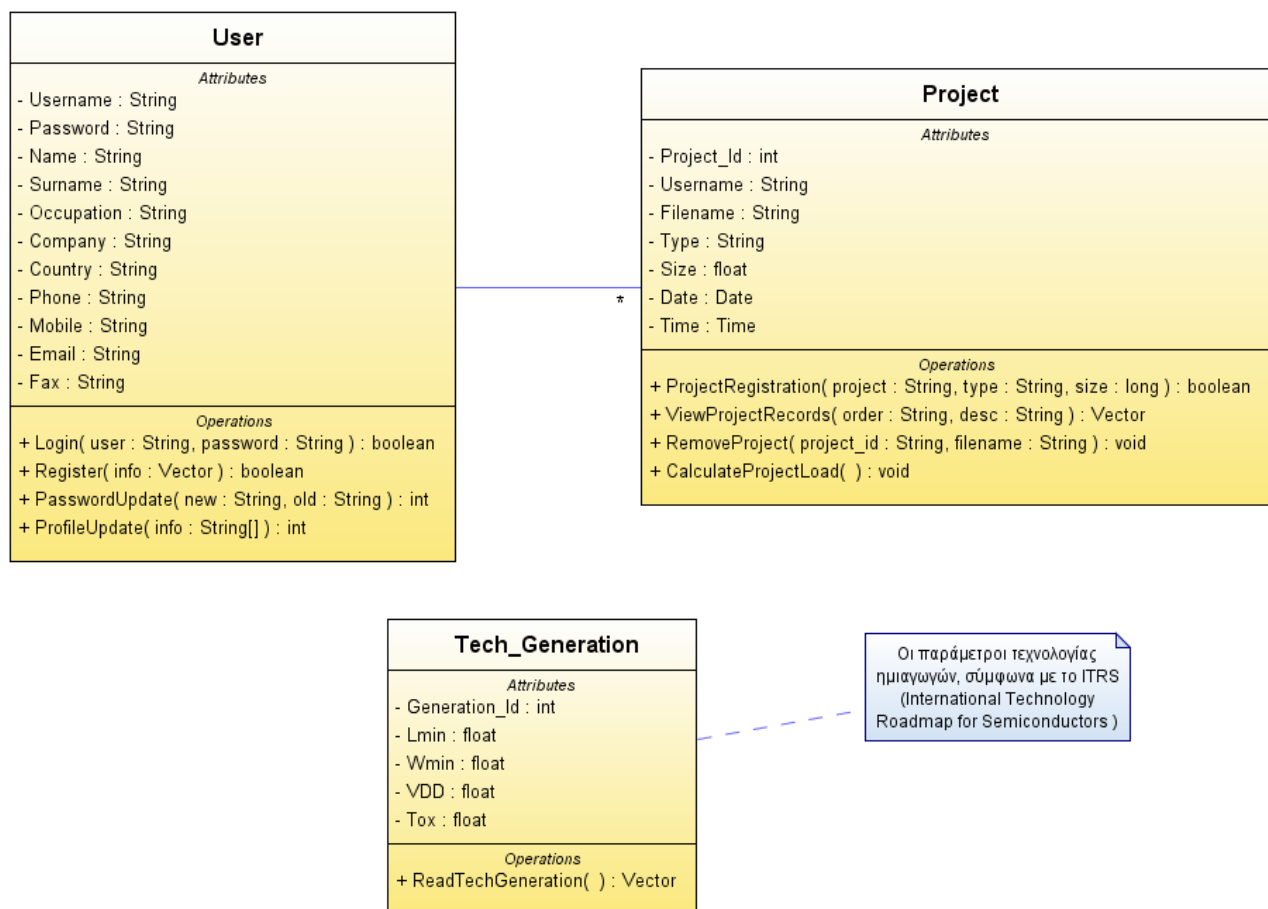 User
Attributes
- Username : String
- Password : String
- Name : String
- Surname : String
- Occupation : String
- Company : String
- Country : String
- Phone : String
- Mobile : String
- Email : String
- Fax : String
Operations
+ Login( user : String, password : String ) : boolean
+ Register( info : Vector ) : boolean
+ PasswordUpdate( new : String, old : String ) : int
+ ProfileUpdate( info : String[] ) : int
*
Project
Attributes
- Project_Id : int
- Username : String
- Filename : String
- Type : String
- Size : float
- Date : Date
- Time : Time
Operations
+ ProjectRegistration( project : String, type : String, size : long ) : boolean
+ ViewProjectRecords( order : String, desc : String ) : Vector
+ RemoveProject( project_id : String, filename : String ) : void
+ CalculateProjectLoad( ) : void
Tech_Generation
Attributes
- Generation_Id : int
- Lmin : float
- Wmin : float
- VDD : float
- Tox : float
Operations
+ ReadTechGeneration( ) : Vector
Οι παράμετροι τεχνολογίας
ημιαγωγών, σύμφωνα με το ITRS
(International Technology
Roadmap for Semiconductors )